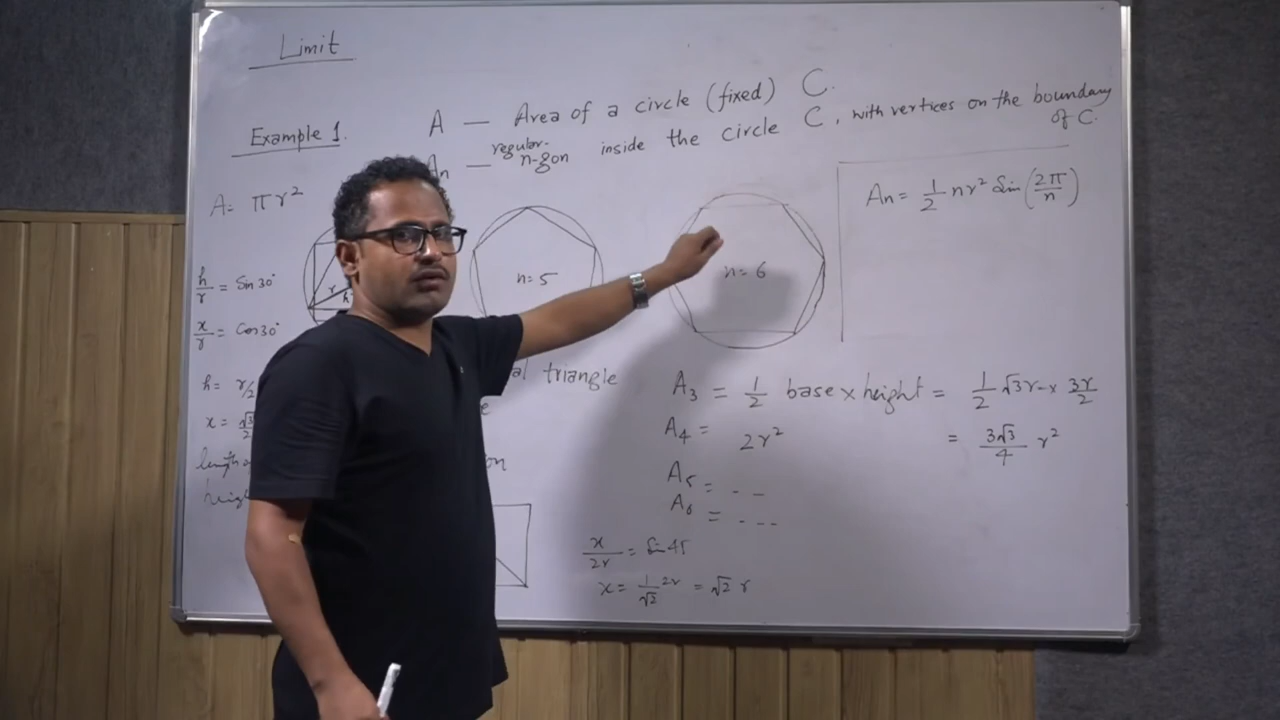 Limit
Example 1.
A — Area of a circle (fixed) C.
An — regular n-gon inside the circle C, with vertices on the boundary of C.
A = πr²
An = 1/2 nr² Sin(2π/n)
r
h
n=5
n=6
h/r = Sin 30°
x/r = Cos 30°
h = r/2
x = √3/2
triangle
A3 = 1/2 base x height = 1/2 √3r x 3r/2
= 3√3/4 r²
A4 = 2r²
A5 = - -
A6 = - - -
x/2r = Sin 45
x = 1/√2 2r = √2 r
length